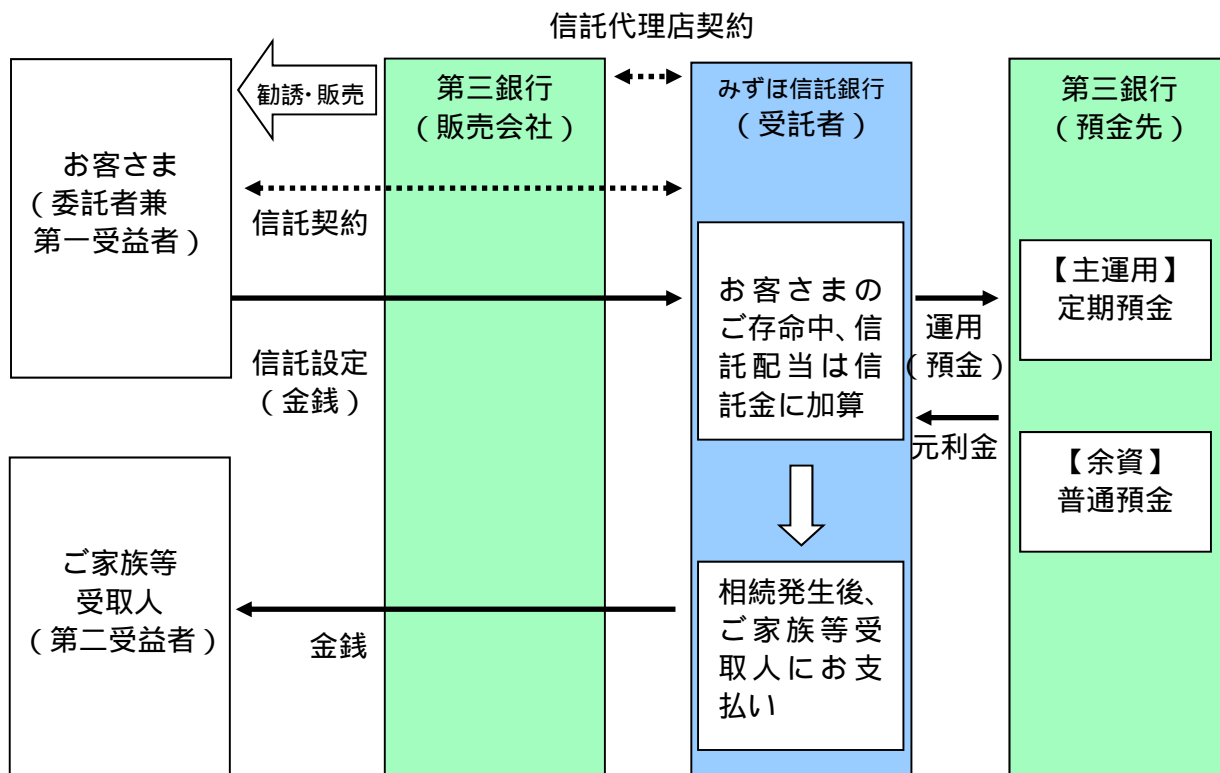 信託代理店契約
勧誘・販売
第三銀行
(販売会社)
みずほ信託銀行
(受託者)
第三銀行
(預金先)
お客さま
(委託者兼
第一受益者)
信託契約
信託設定
(金銭)
お客さまの
ご存命中、信
託配当は信
託金に加算
運用
(預金)
元利金
【主運用】
定期預金
【余資】
普通預金
ご家族等
受取人
(第二受益者)
金銭
相続発生後、
ご家族等受
取人にお支
払い